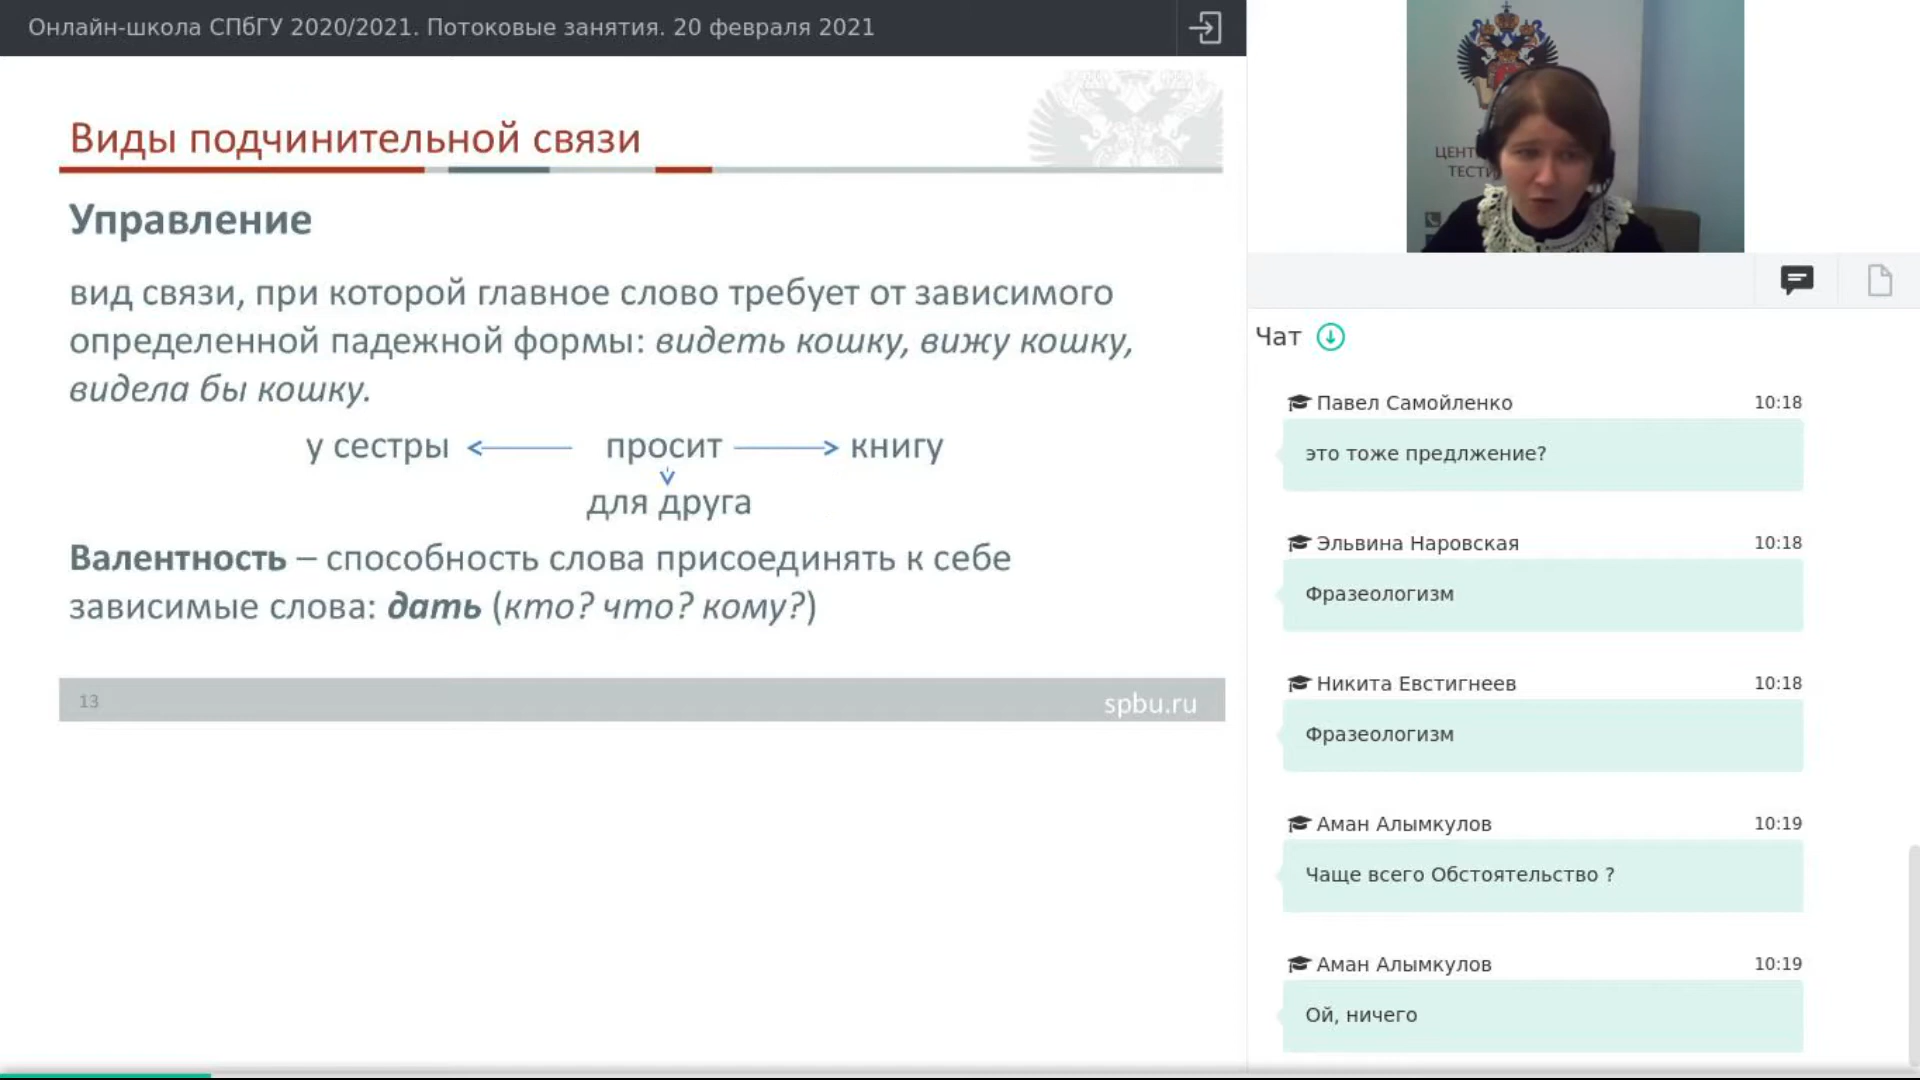 Онлайн-школа СПбГУ 2020/2021. Потоковые занятия. 20 февраля 2021
Виды подчинительной связи
Управление
вид связи, при которой главное слово требует от зависимого
определенной падежной формы: видеть кошку, вижу кошку,
видела бы кошку.
у сестры просит книгу
для друга
Валентность – способность слова присоединять к себе
зависимые слова: дать (кто? что? кому?)
13
spbu.ru
ЦЕНТ
ТЕСТИ
Чат
Павел Самойленко 10:18
это тоже предлжение?
Эльвина Наровская 10:18
Фразеологизм
Никита Евстигнеев 10:18
Фразеологизм
Аман Алымкулов 10:19
Чаще всего Обстоятельство ?
Аман Алымкулов 10:19
Ой, ничего